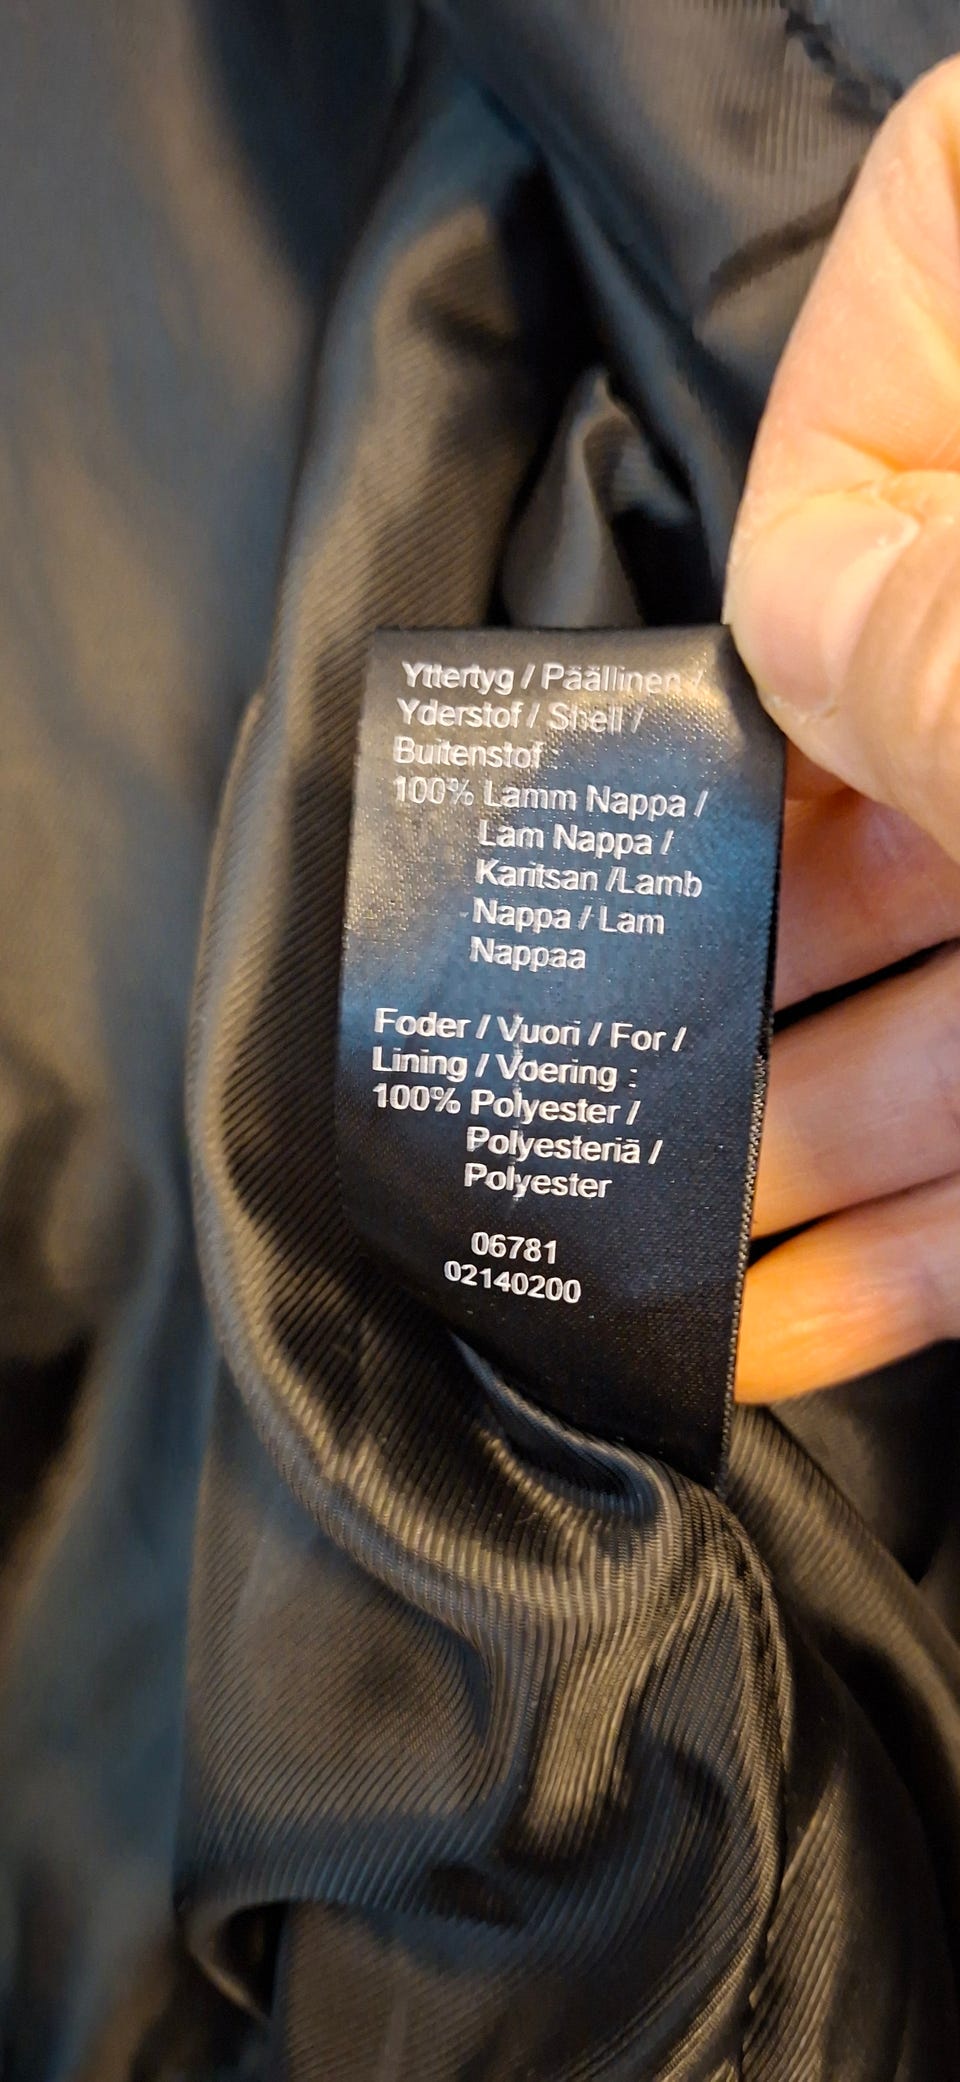 Yttertyg / Päällinen /
Yderstof / Shell /
Buitenstof :
100% Lamm Nappa /
Lam Nappa /
Karitsan /Lamb
Nappa / Lam
Nappaa
Foder / Vuori / For /
Lining / Voering :
100% Polyester /
Polyesteriä /
Polyester
06781
02140200